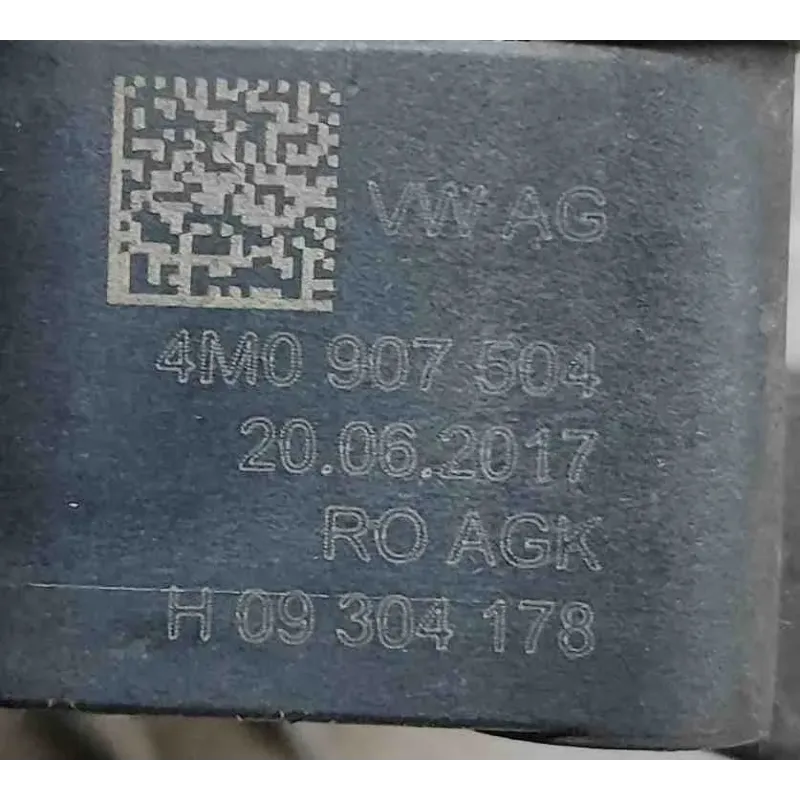 VW AG
4M0 907 504
20.06.2017
RO AGK
H 09 304 178